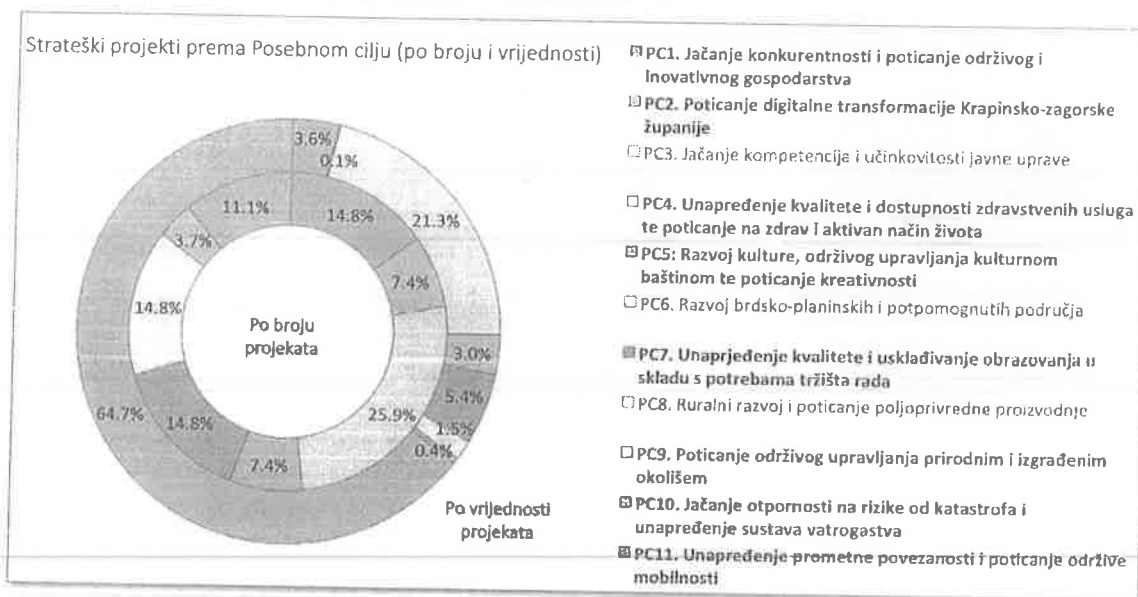 Strateški projekti prema Posebnom cilju (po broju i vrijednosti)
3.6%
0.1%
21.3%
3.0%
5.4%
1.5%
0.4%
64.7%
11.1%
14.8%
7.4%
25.9%
7.4%
14.8%
14.8%
3.7%
Po broju
projekata
Po vrijednosti
projekata
PC1. Jačanje konkurentnosti i poticanje održivog i
inovativnog gospodarstva
PC2. Poticanje digitalne transformacije Krapinsko-zagorske
županije
PC3. Jačanje kompetencija i učinkovitosti javne uprave
PC4. Unapređenje kvalitete i dostupnosti zdravstvenih usluga
te poticanje na zdrav i aktivan način života
PC5: Razvoj kulture, održivog upravljanja kulturnom
baštinom te poticanje kreativnosti
PC6. Razvoj brdsko-planinskih i potpomognutih područja
PC7. Unaprjeđenje kvalitete i usklađivanje obrazovanja u
skladu s potrebama tržišta rada
PC8. Ruralni razvoj i poticanje poljoprivredne proizvodnje
PC9. Poticanje održivog upravljanja prirodnim i izgrađenim
okolišem
PC10. Jačanje otpornosti na rizike od katastrofa i
unapređenje sustava vatrogastva
PC11. Unapređenje prometne povezanosti i poticanje održive
mobilnosti